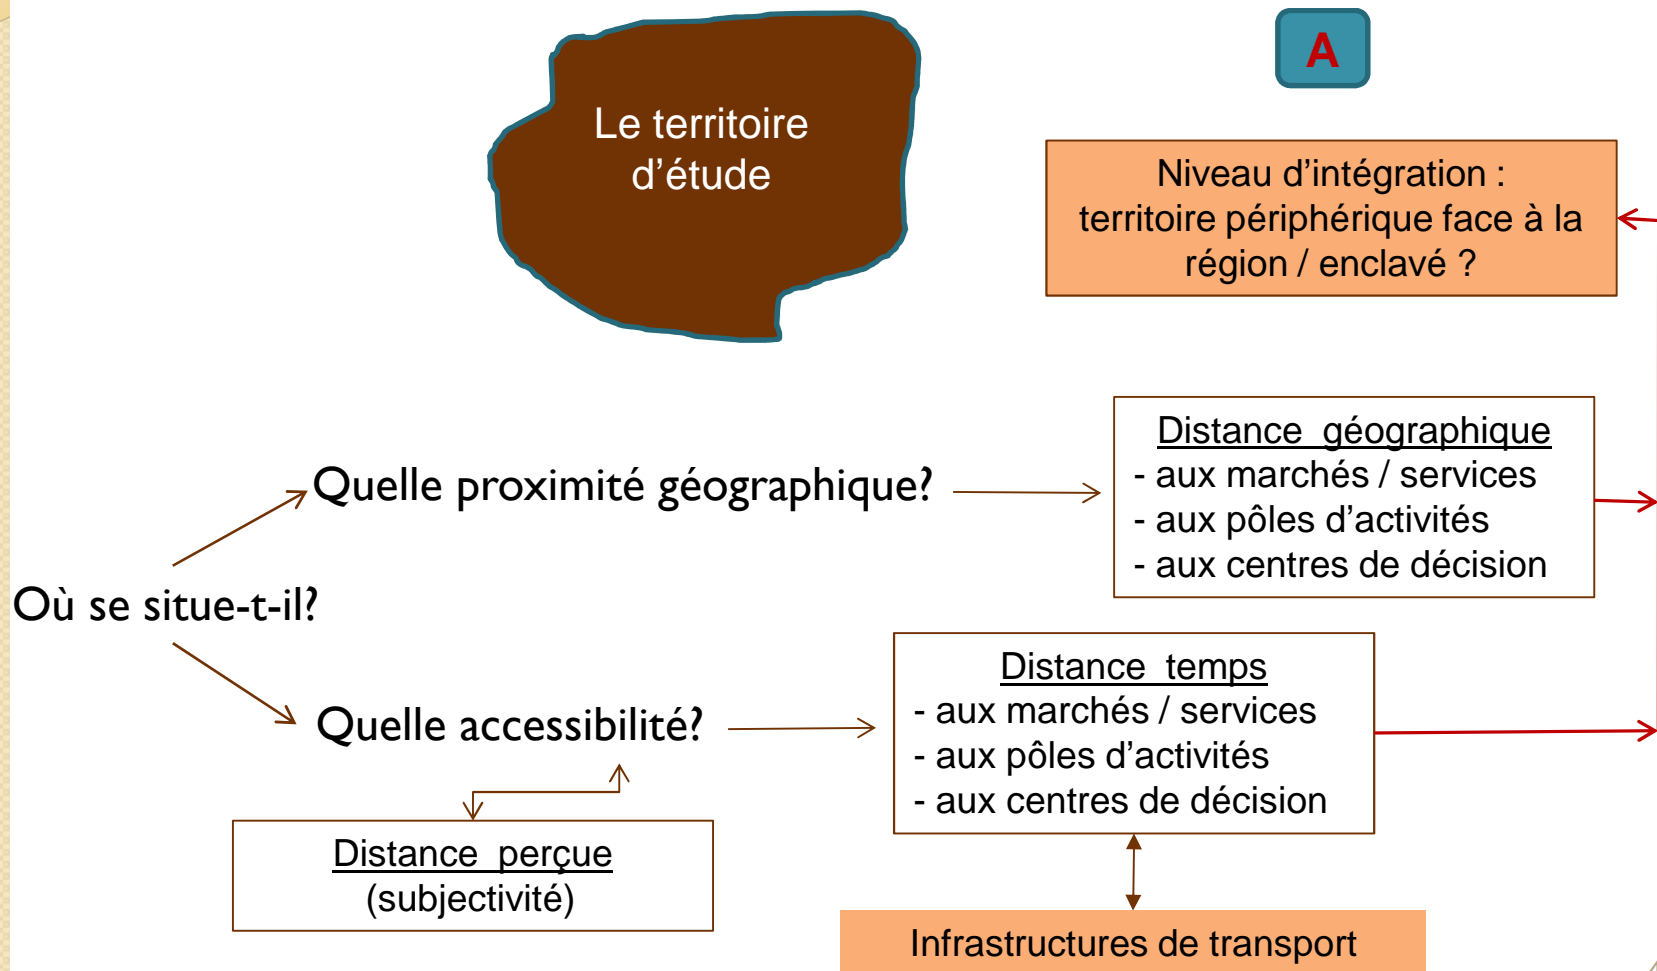 Le territoire
d'étude
A
Niveau d'intégration :
territoire périphérique face à la
région / enclavé ?
Quelle proximité géographique?
Distance géographique
- aux marchés / services
- aux pôles d'activités
- aux centres de décision
Où se situe-t-il?
Quelle accessibilité?
Distance temps
- aux marchés / services
- aux pôles d'activités
- aux centres de décision
Distance perçue
(subjectivité)
Infrastructures de transport